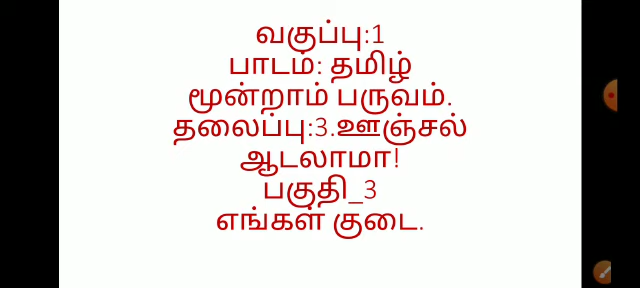 வகுப்பு:1
பாடம்: தமிழ்
மூன்றாம் பருவம்.
தலைப்பு:3.ஊஞ்சல்
ஆடலாமா!
பகுதி_3
எங்கள் குடை.